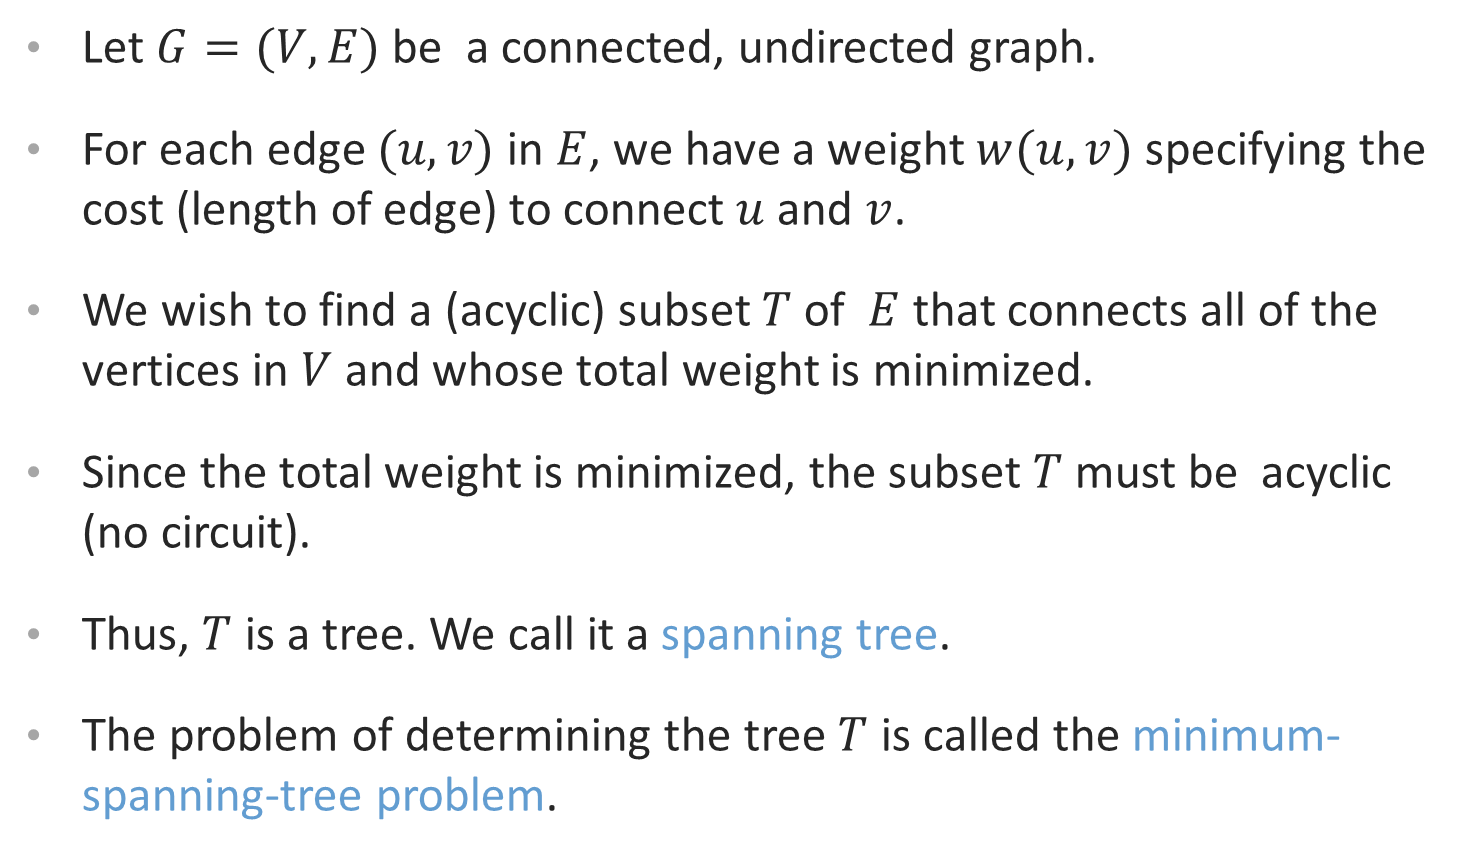 • Let G = (V, E) be a connected, undirected graph.
• For each edge (u, v) in E, we have a weight w(u, v) specifying the
cost (length of edge) to connect u and v.
• We wish to find a (acyclic) subset T of E that connects all of the
vertices in V and whose total weight is minimized.
• Since the total weight is minimized, the subset T must be acyclic
(no circuit).
• Thus, T is a tree. We call it a spanning tree.
• The problem of determining the tree T is called the minimum-
spanning-tree problem.